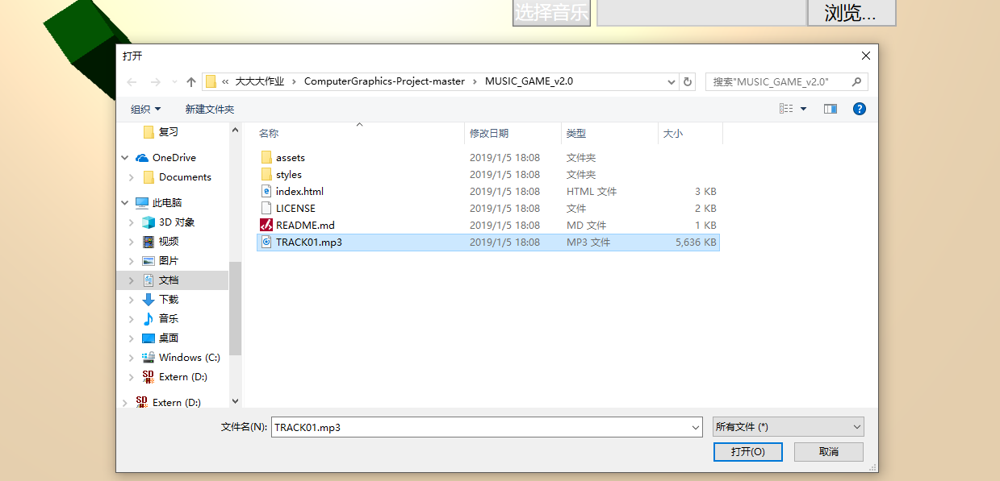 选择音乐 浏览...
打开
« 大大大作业 › ComputerGraphics-Project-master › MUSIC_GAME_v2.0 搜索"MUSIC_GAME_v2.0"
组织 新建文件夹
复习
OneDrive
Documents
此电脑
3D 对象
视频
图片
文档
下载
音乐
桌面
Windows (C:)
Extern (D:)
Extern (D:)
名称 修改日期 类型 大小
assets 2019/1/5 18:08 文件夹
styles 2019/1/5 18:08 文件夹
index.html 2019/1/5 18:08 HTML 文件 3 KB
LICENSE 2019/1/5 18:08 文件 2 KB
README.md 2019/1/5 18:08 MD 文件 1 KB
TRACK01.mp3 2019/1/5 18:08 MP3 文件 5,636 KB
文件名(N): TRACK01.mp3 所有文件 (*)
打开(O) 取消